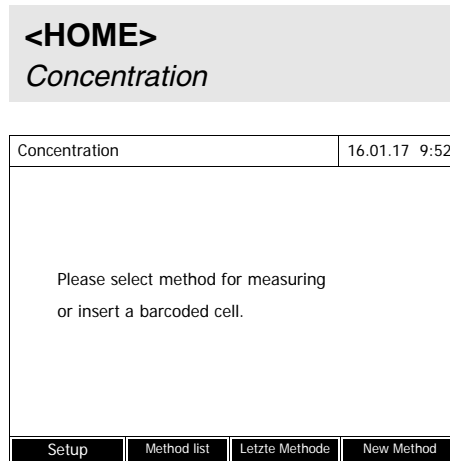 <HOME>
Concentration
Concentration 16.01.17 9:52
Please select method for measuring
or insert a barcoded cell.
Setup Method list Letzte Methode New Method